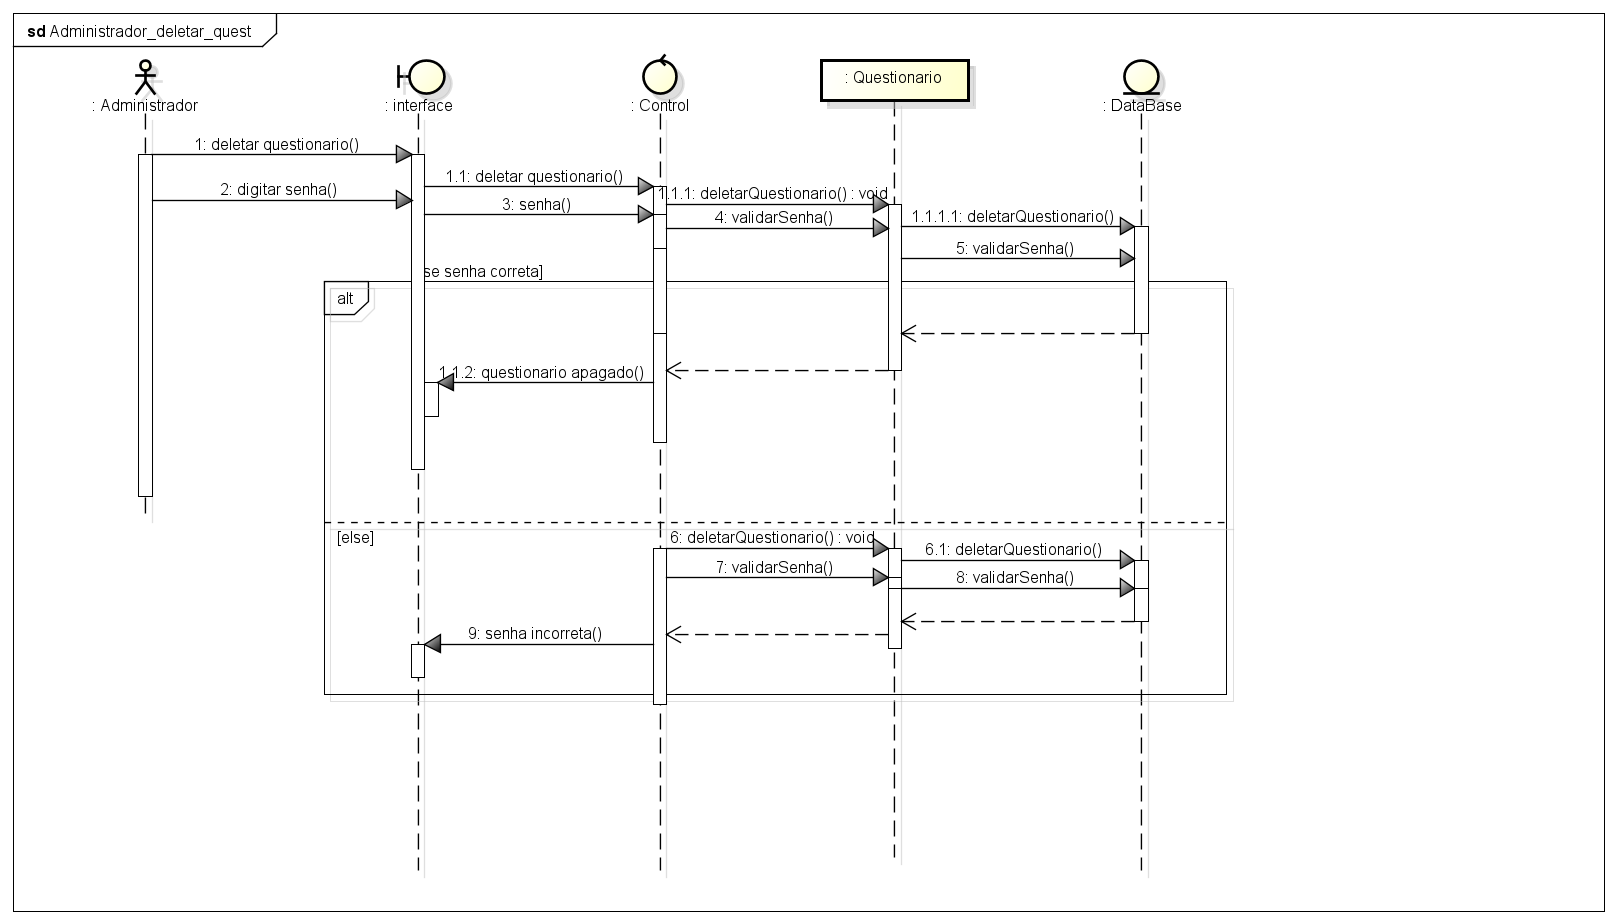 sd Administrador_deletar_quest
: Administrador
: interface
: Control
: Questionario
: DataBase
1: deletar questionario()
1.1: deletar questionario()
1.1.1: deletarQuestionario() : void
2: digitar senha()
3: senha()
4: validarSenha()
1.1.1.1: deletarQuestionario()
5: validarSenha()
se senha correta]
alt
1.1.2: questionario apagado()
[else]
6: deletarQuestionario() : void
6.1: deletarQuestionario()
7: validarSenha()
8: validarSenha()
9: senha incorreta()